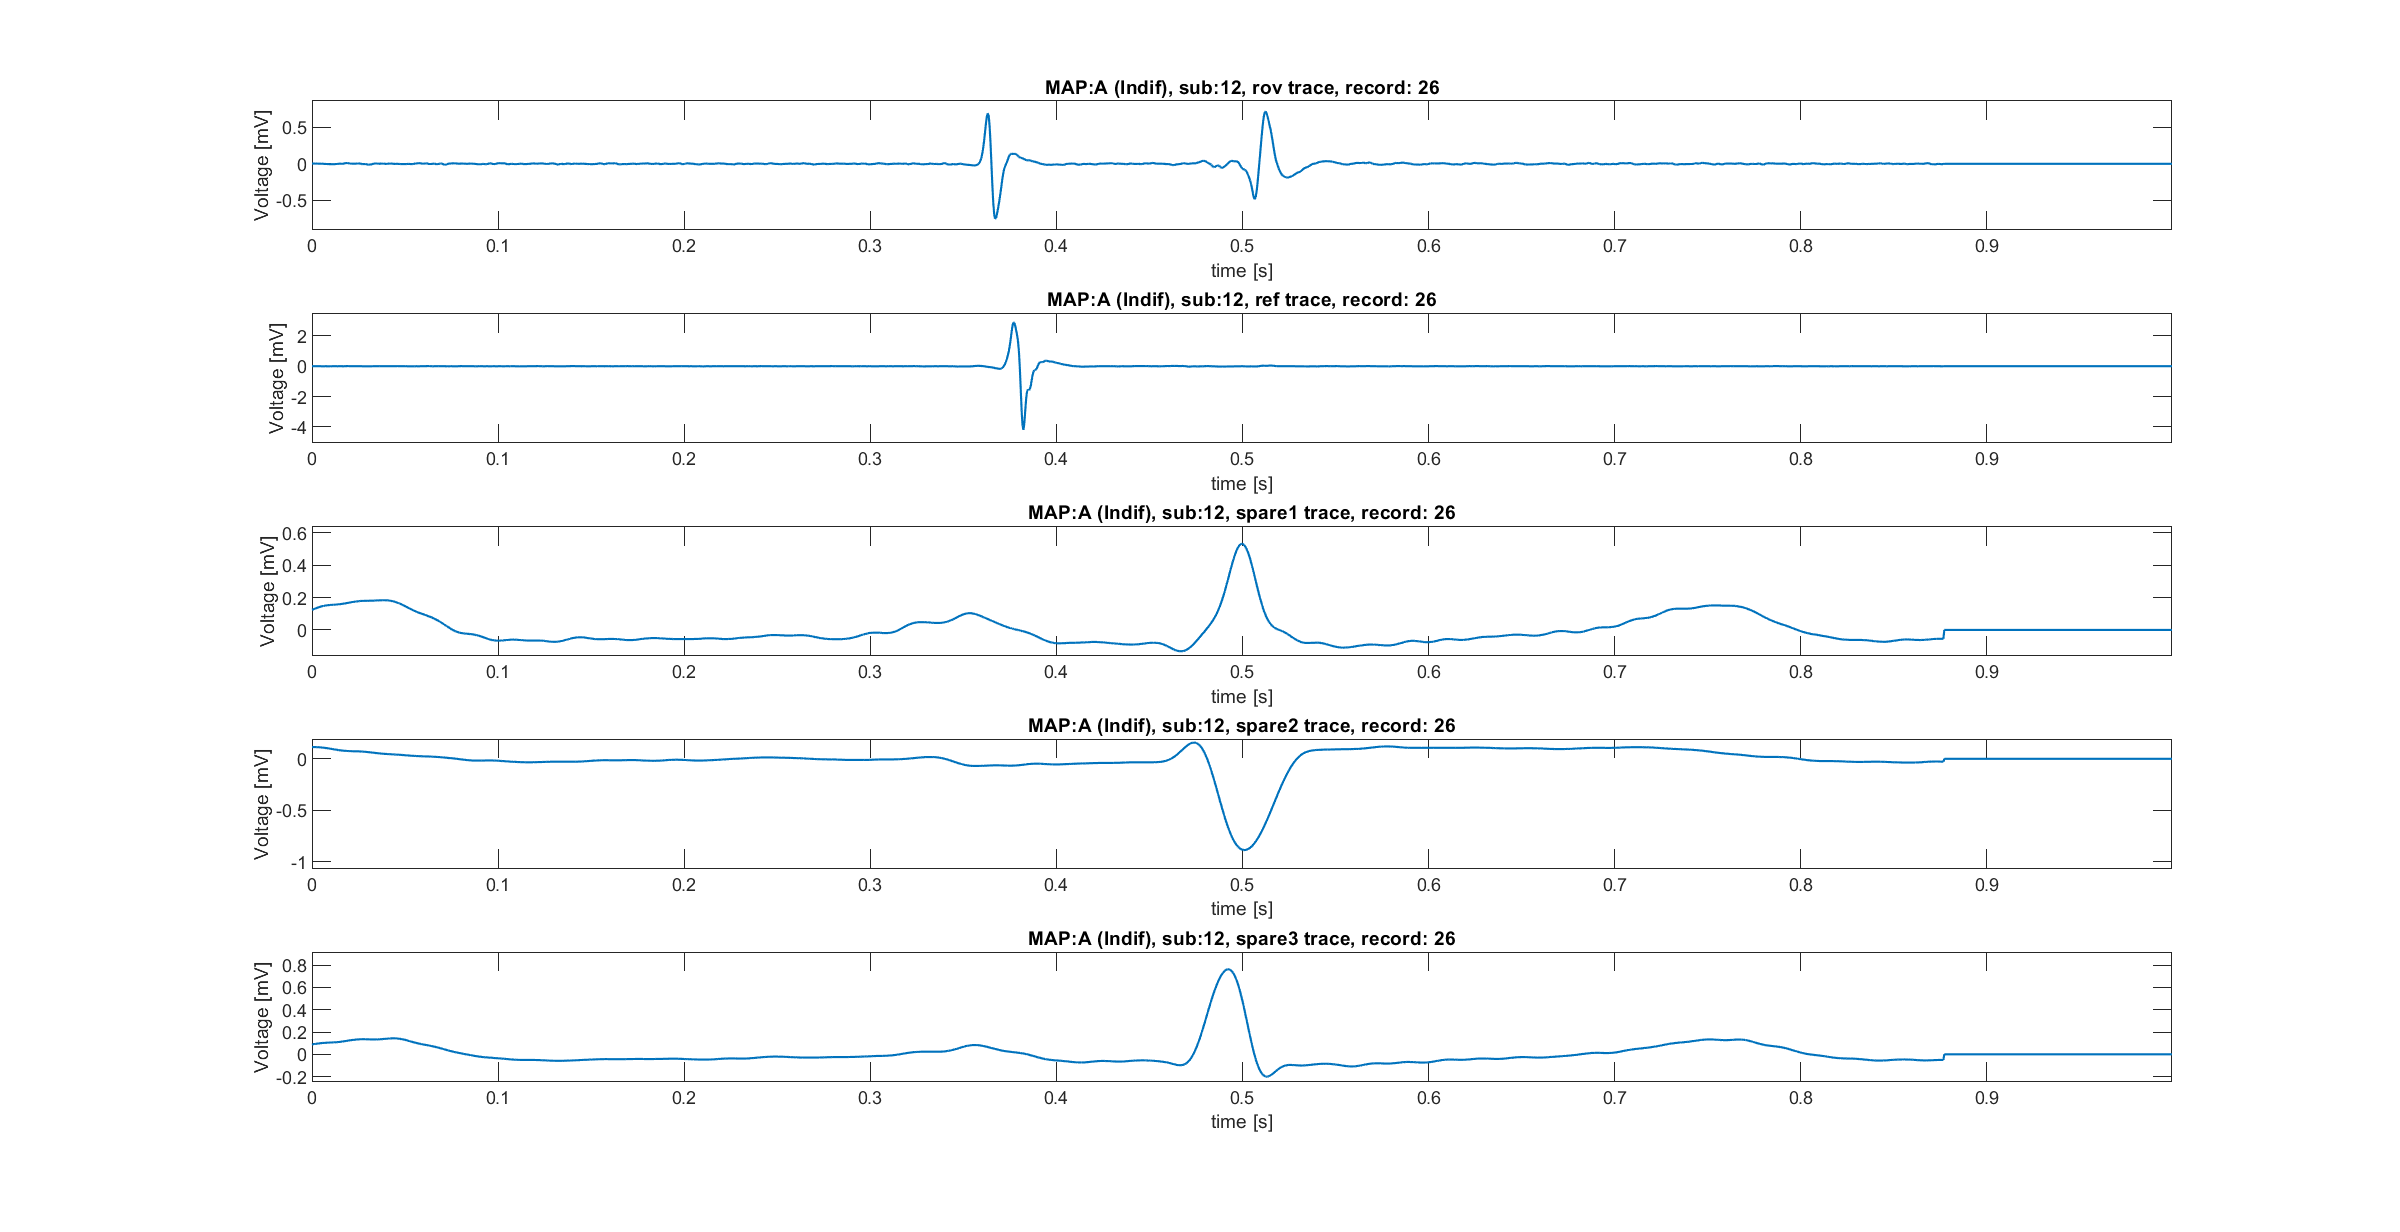 MAP:A (Indif), sub:12, rov trace, record: 26
Voltage [mV]
0.5
0
-0.5
0 0.1 0.2 0.3 0.4 0.5 0.6 0.7 0.8 0.9
time [s]
MAP:A (Indif), sub:12, ref trace, record: 26
Voltage [mV]
2
0
-2
-4
0 0.1 0.2 0.3 0.4 0.5 0.6 0.7 0.8 0.9
time [s]
MAP:A (Indif), sub:12, spare1 trace, record: 26
Voltage [mV]
0.6
0.4
0.2
0
0 0.1 0.2 0.3 0.4 0.5 0.6 0.7 0.8 0.9
time [s]
MAP:A (Indif), sub:12, spare2 trace, record: 26
Voltage [mV]
0
-0.5
-1
0 0.1 0.2 0.3 0.4 0.5 0.6 0.7 0.8 0.9
time [s]
MAP:A (Indif), sub:12, spare3 trace, record: 26
Voltage [mV]
0.8
0.6
0.4
0.2
0
-0.2
0 0.1 0.2 0.3 0.4 0.5 0.6 0.7 0.8 0.9
time [s]